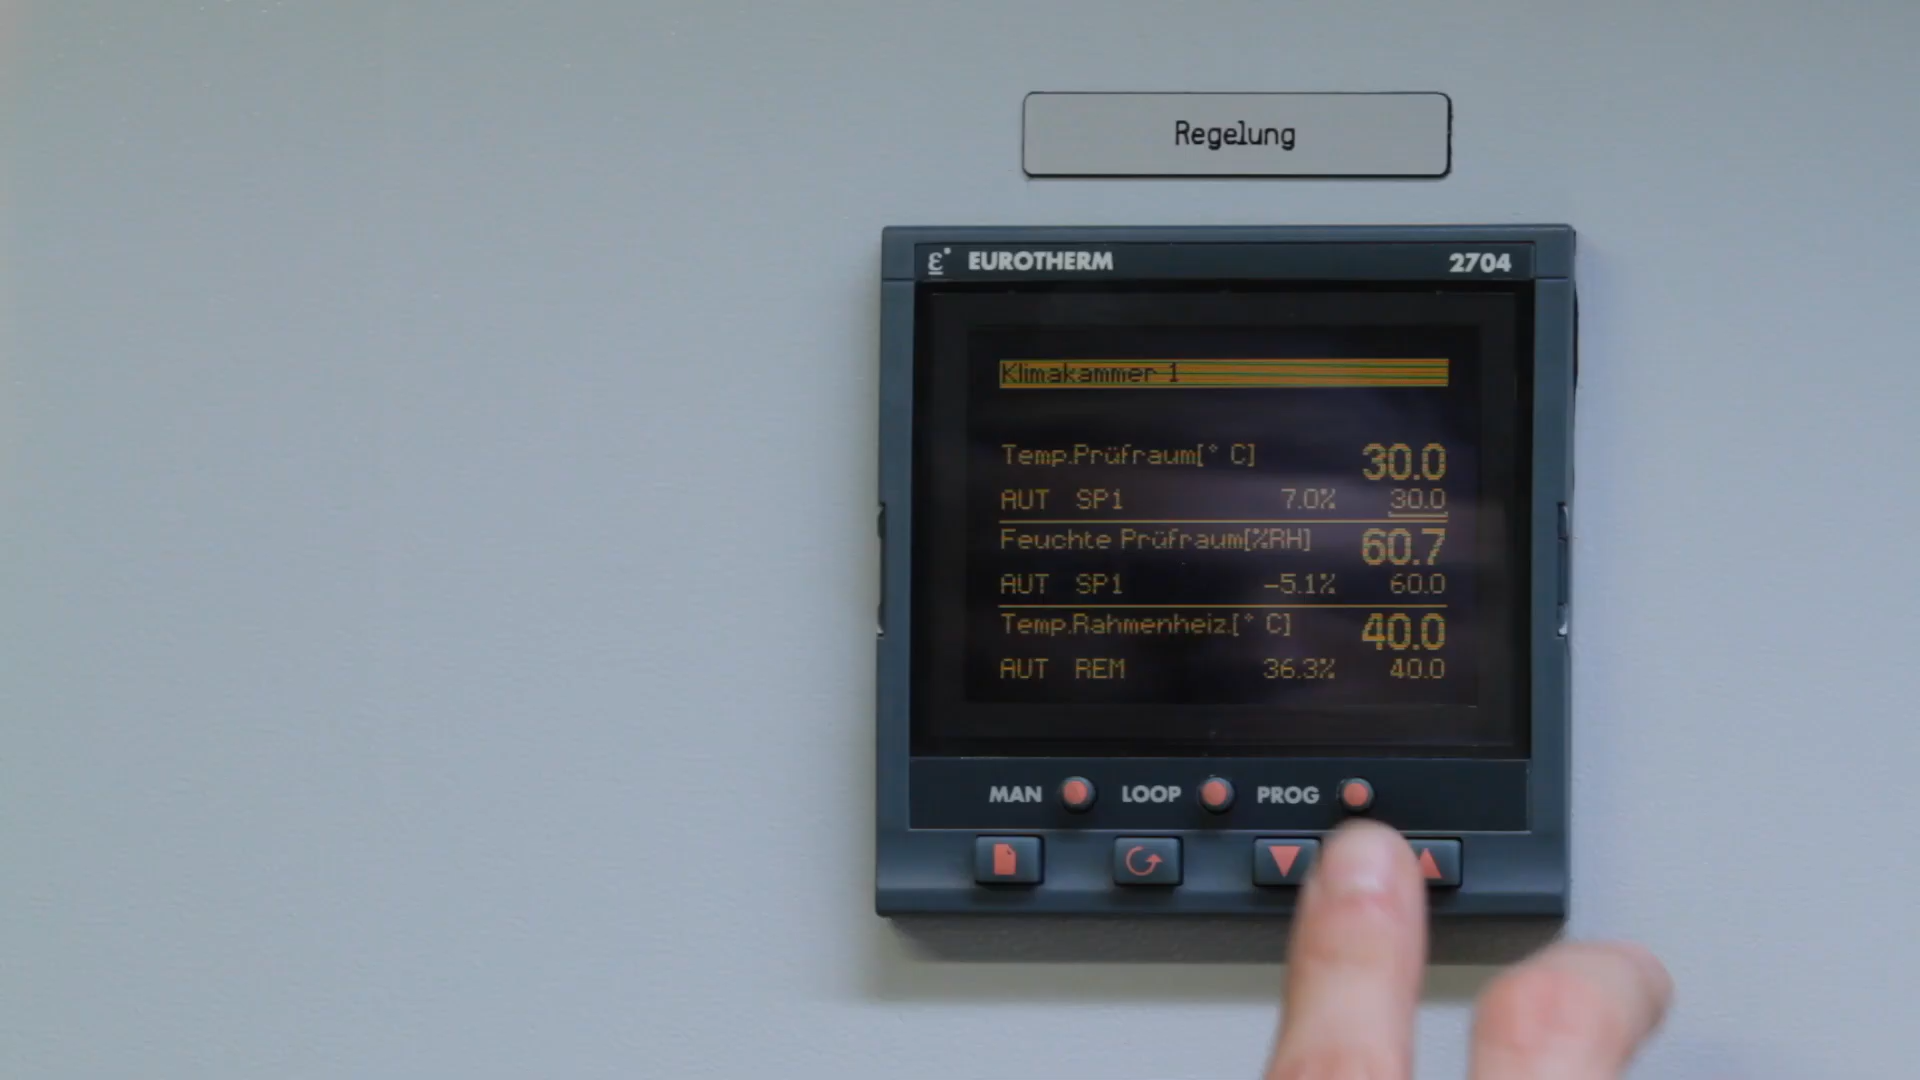 Regelung
EUROTHERM 2704
Klimakammer 1
Temp.Prüfraum[° C] 30.0
AUT SP1 7.0% 30.0
Feuchte Prüfraum[%RH] 60.7
AUT SP1 -5.1% 60.0
Temp.Rahmenheiz.[° C] 40.0
AUT REM 36.3% 40.0
MAN LOOP PROG